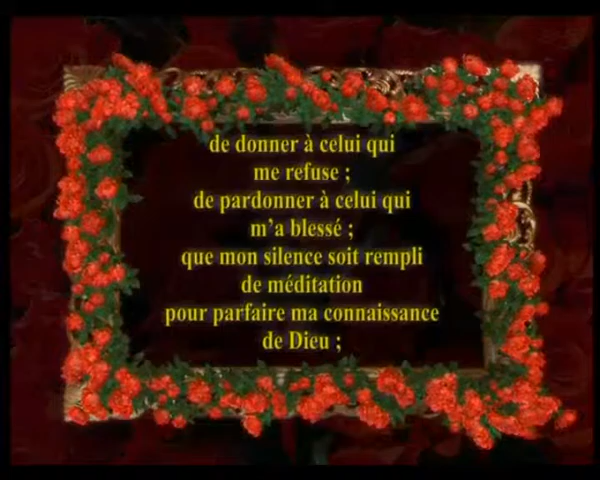 de donner à celui qui
me refuse ;
de pardonner à celui qui
m'a blessé ;
que mon silence soit rempli
de méditation
pour parfaire ma connaissance
de Dieu ;